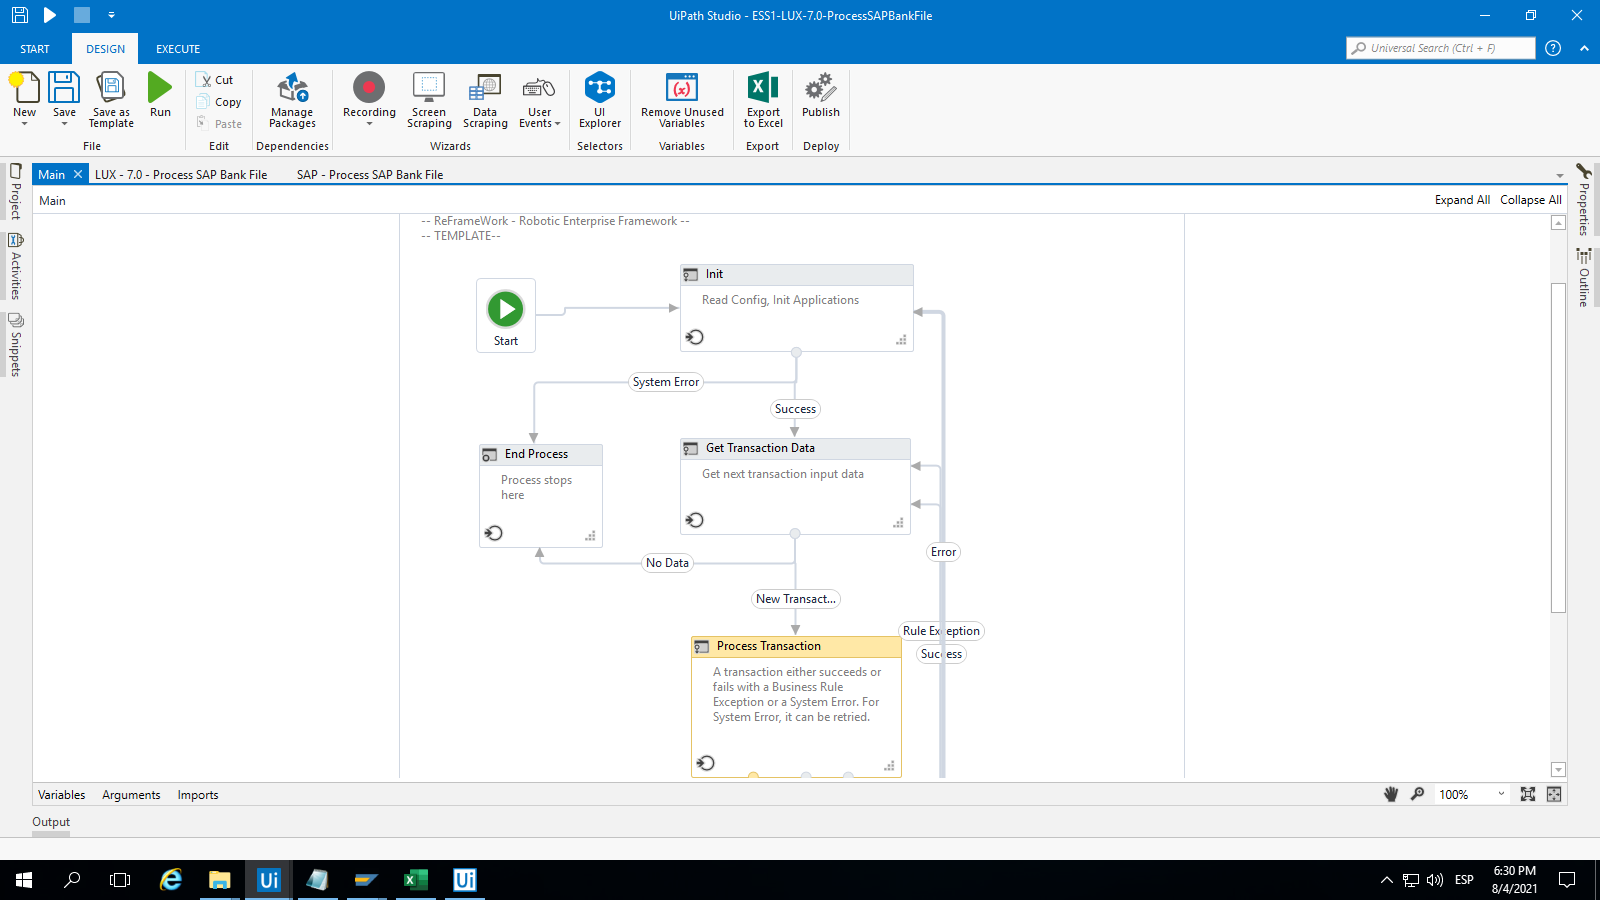 UiPath Studio - ESS1-LUX-7.0-ProcessSAPBankFile
START DESIGN EXECUTE
Universal Search (Ctrl + F)
?
New
Save
Save as
Template
Run
Cut
Copy
Paste
Manage
Packages
Recording
Screen
Scraping
Data
Scraping
User
Events
UI
Explorer
Remove Unused
Variables
Export
to Excel
Publish
File
Edit
Dependencies
Wizards
Selectors
Variables
Export
Deploy
Project
Activities
Snippets
Properties
Outline
Main
LUX - 7.0 - Process SAP Bank File
SAP - Process SAP Bank File
Main
Expand All Collapse All
-- ReFrameWork - Robotic Enterprise Framework --
-- TEMPLATE--
Start
Init
Read Config, Init Applications
System Error
Success
End Process
Process stops
here
Get Transaction Data
Get next transaction input data
No Data
New Transact...
Error
Rule Exception
Success
Process Transaction
A transaction either succeeds or
fails with a Business Rule
Exception or a System Error. For
System Error, it can be retried.
Variables Arguments Imports
100%
Output
Ui
Ui
ESP
6:30 PM
8/4/2021